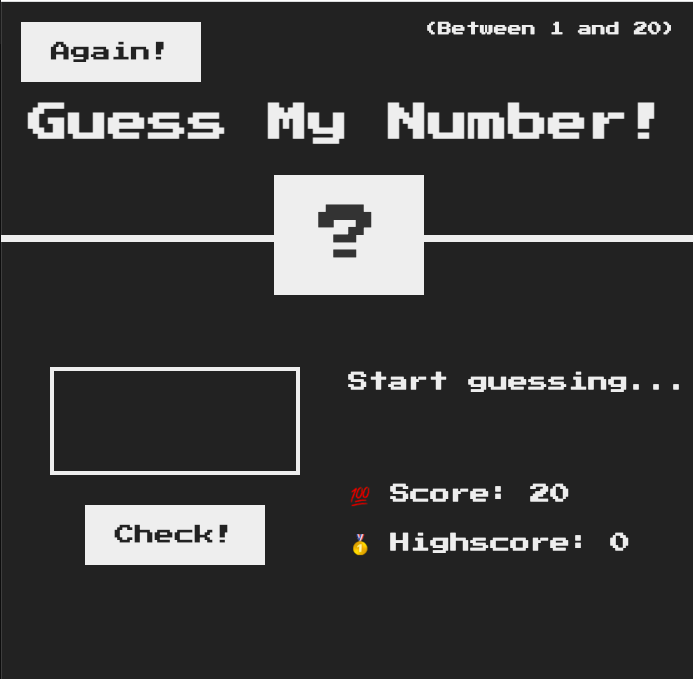 Again!
(Between 1 and 20)
Guess My Number!
?
Start guessing...
💯 Score: 20
Check!
🥇 Highscore: 0